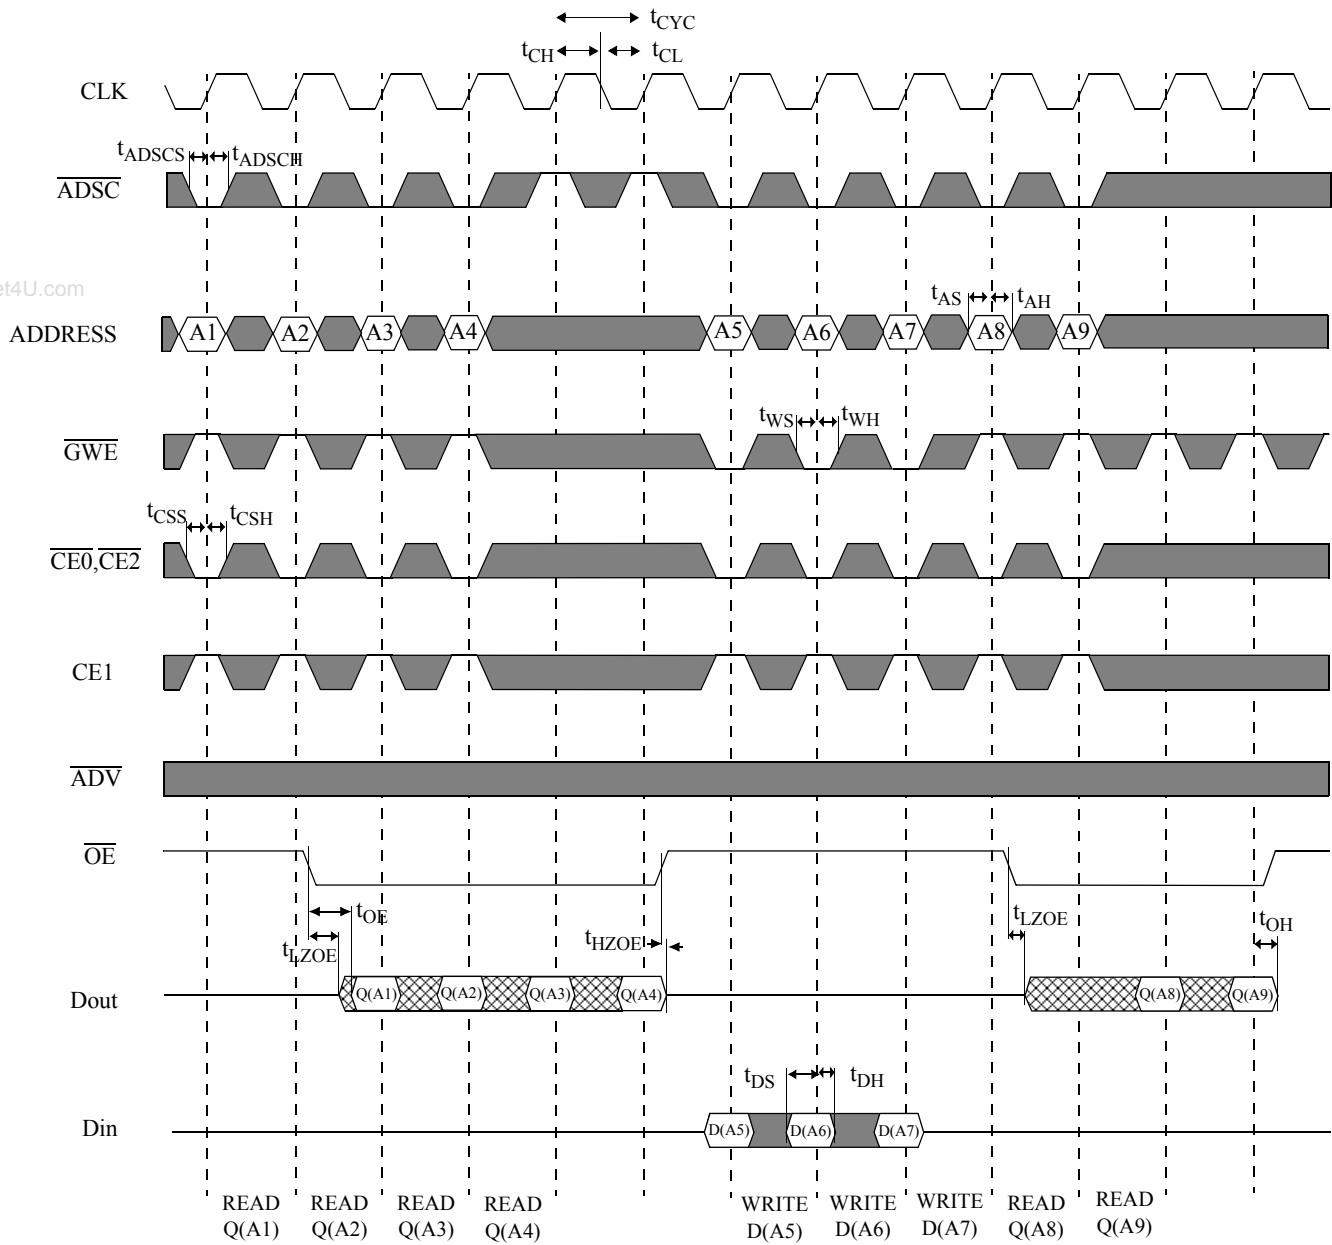 tCYC
tCH tCL
CLK
tADSCS tADSCH
ADSC
et4U.com
tAS tAH
ADDRESS A1 A2 A3 A4 A5 A6 A7 A8 A9
tWS tWH
GWE
tCSS tCSH
CE0,CE2
CE1
ADV
OE
tOE tLZOE
tLZOE tHZOE tOH
Dout Q(A1) Q(A2) Q(A3) Q(A4) Q(A8) Q(A9)
tDS tDH
Din D(A5) D(A6) D(A7)
READ READ READ READ WRITE WRITE WRITE READ READ
Q(A1) Q(A2) Q(A3) Q(A4) D(A5) D(A6) D(A7) Q(A8) Q(A9)